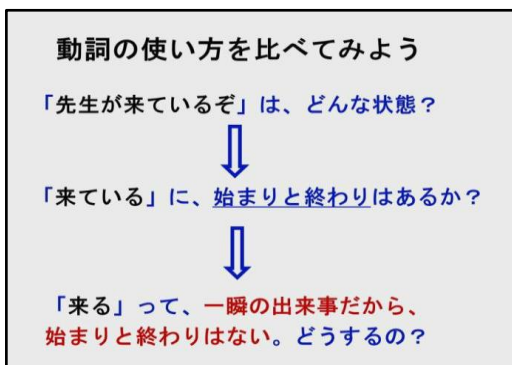 動詞の使い方を比べてみよう
「先生が来ているぞ」は、どんな状態？
「来ている」に、始まりと終わりはあるか？
「来る」って、一瞬の出来事だから、
始まりと終わりはない。どうするの？